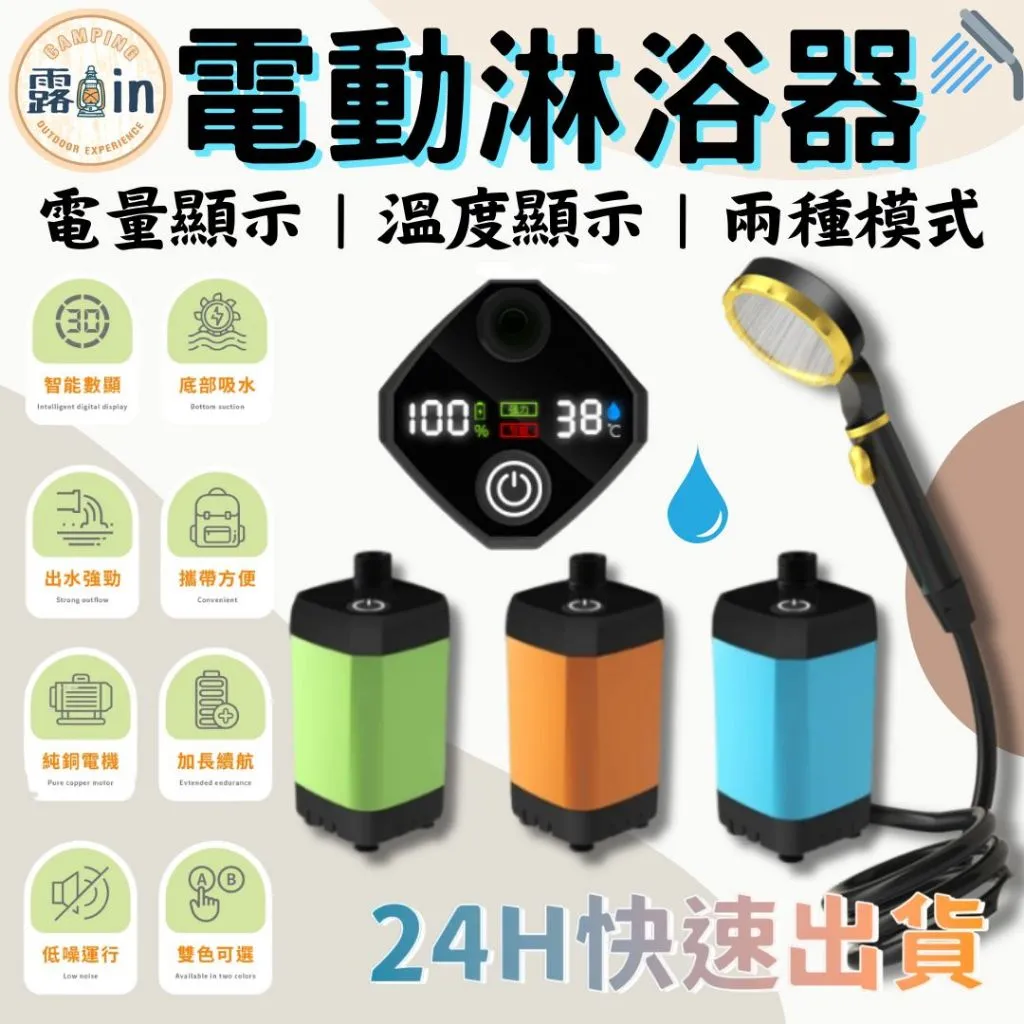 CAMPING
露in
OUTDOOR EXPERIENCE
電動淋浴器
電量顯示 | 溫度顯示 | 兩種模式
30
智能數顯
Intelligent digital display
底部吸水
Bottom suction
100%
強力
38℃
出水強勁
Strong outflow
攜帶方便
Convenient
純銅電機
Pure copper motor
加長續航
Extended endurance
低噪運行
Low noise
A B
雙色可選
Available in two colors
24H快速出貨